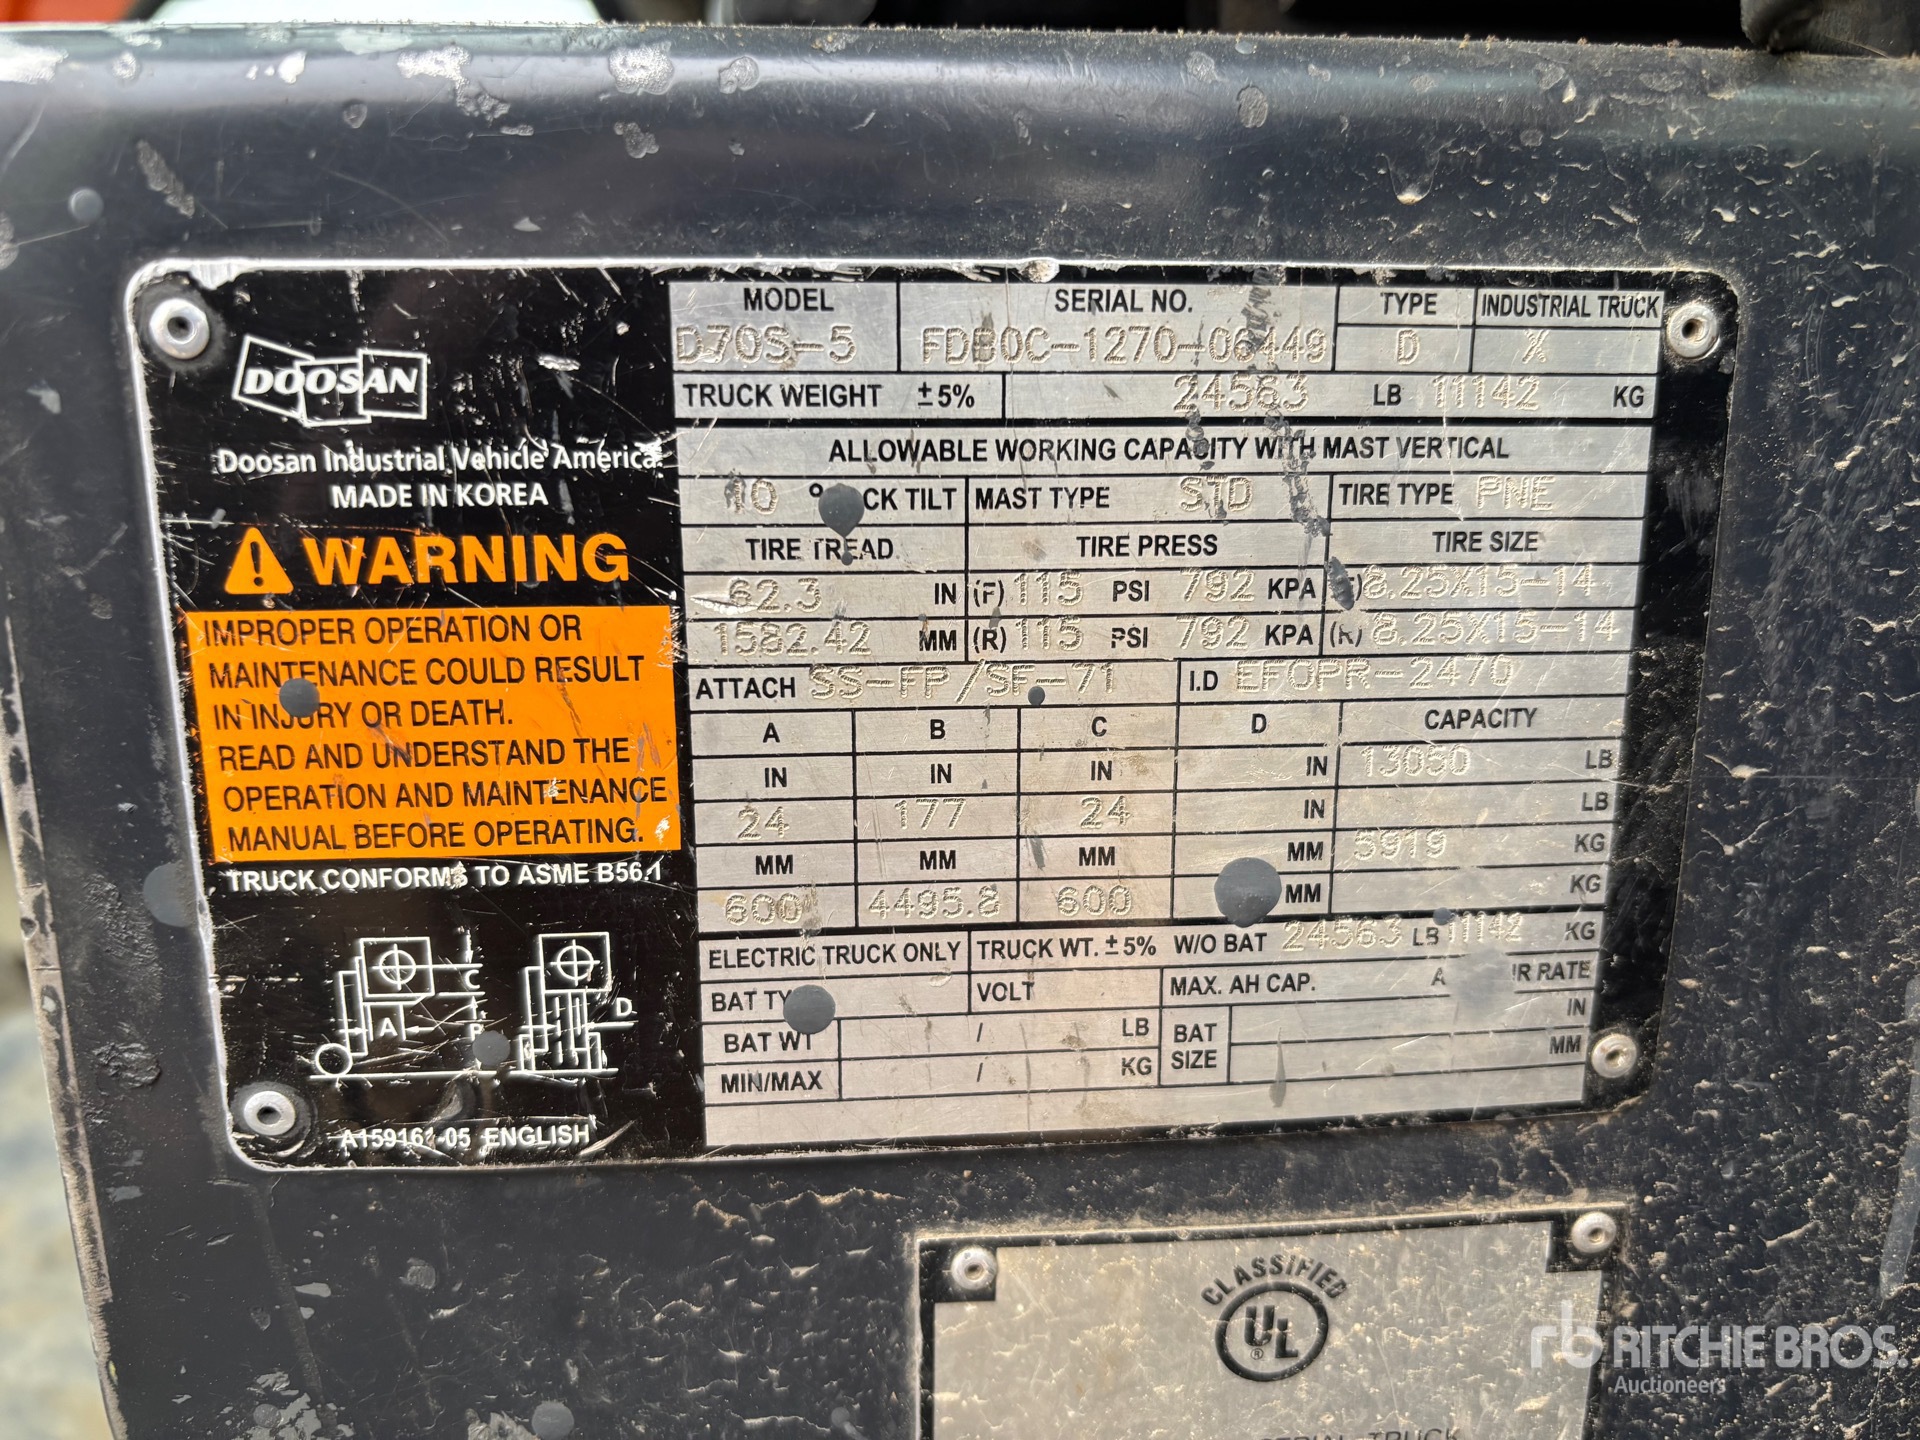 MODEL SERIAL NO. TYPE INDUSTRIAL TRUCK
D70S-5 FDB0C-1270-06449 D X
TRUCK WEIGHT ±5% 24563 LB 11142 KG
ALLOWABLE WORKING CAPACITY WITH MAST VERTICAL
10 ° CK TILT MAST TYPE STD TIRE TYPE PNE
TIRE TREAD TIRE PRESS TIRE SIZE
62.3 IN (F) 115 PSI 792 KPA (F) 8.25X15-14
1582.42 MM (R) 115 PSI 792 KPA (R) 8.25X15-14
ATTACH SS-FP/SF-71 I.D EFOPR-2470
A B C D CAPACITY
IN IN IN IN 13050 LB
24 177 24 IN LB
MM MM MM MM 5919 KG
600 4495.8 600 MM KG
ELECTRIC TRUCK ONLY TRUCK WT. ±5% W/O BAT 24563 LB 11142 KG
BAT TY VOLT MAX. AH CAP. A R RATE
BAT WT / LB BAT SIZE IN
MIN/MAX / KG MM
DOOSAN
Doosan Industrial Vehicle America
MADE IN KOREA
WARNING
IMPROPER OPERATION OR
MAINTENANCE COULD RESULT
IN INJURY OR DEATH.
READ AND UNDERSTAND THE
OPERATION AND MAINTENANCE
MANUAL BEFORE OPERATING.
TRUCK CONFORMS TO ASME B56.1
C
A B D
ENGLISH
CLASSIFIED
UL
®
TRUCK
rb RITCHIE BROS.
Auctioneers